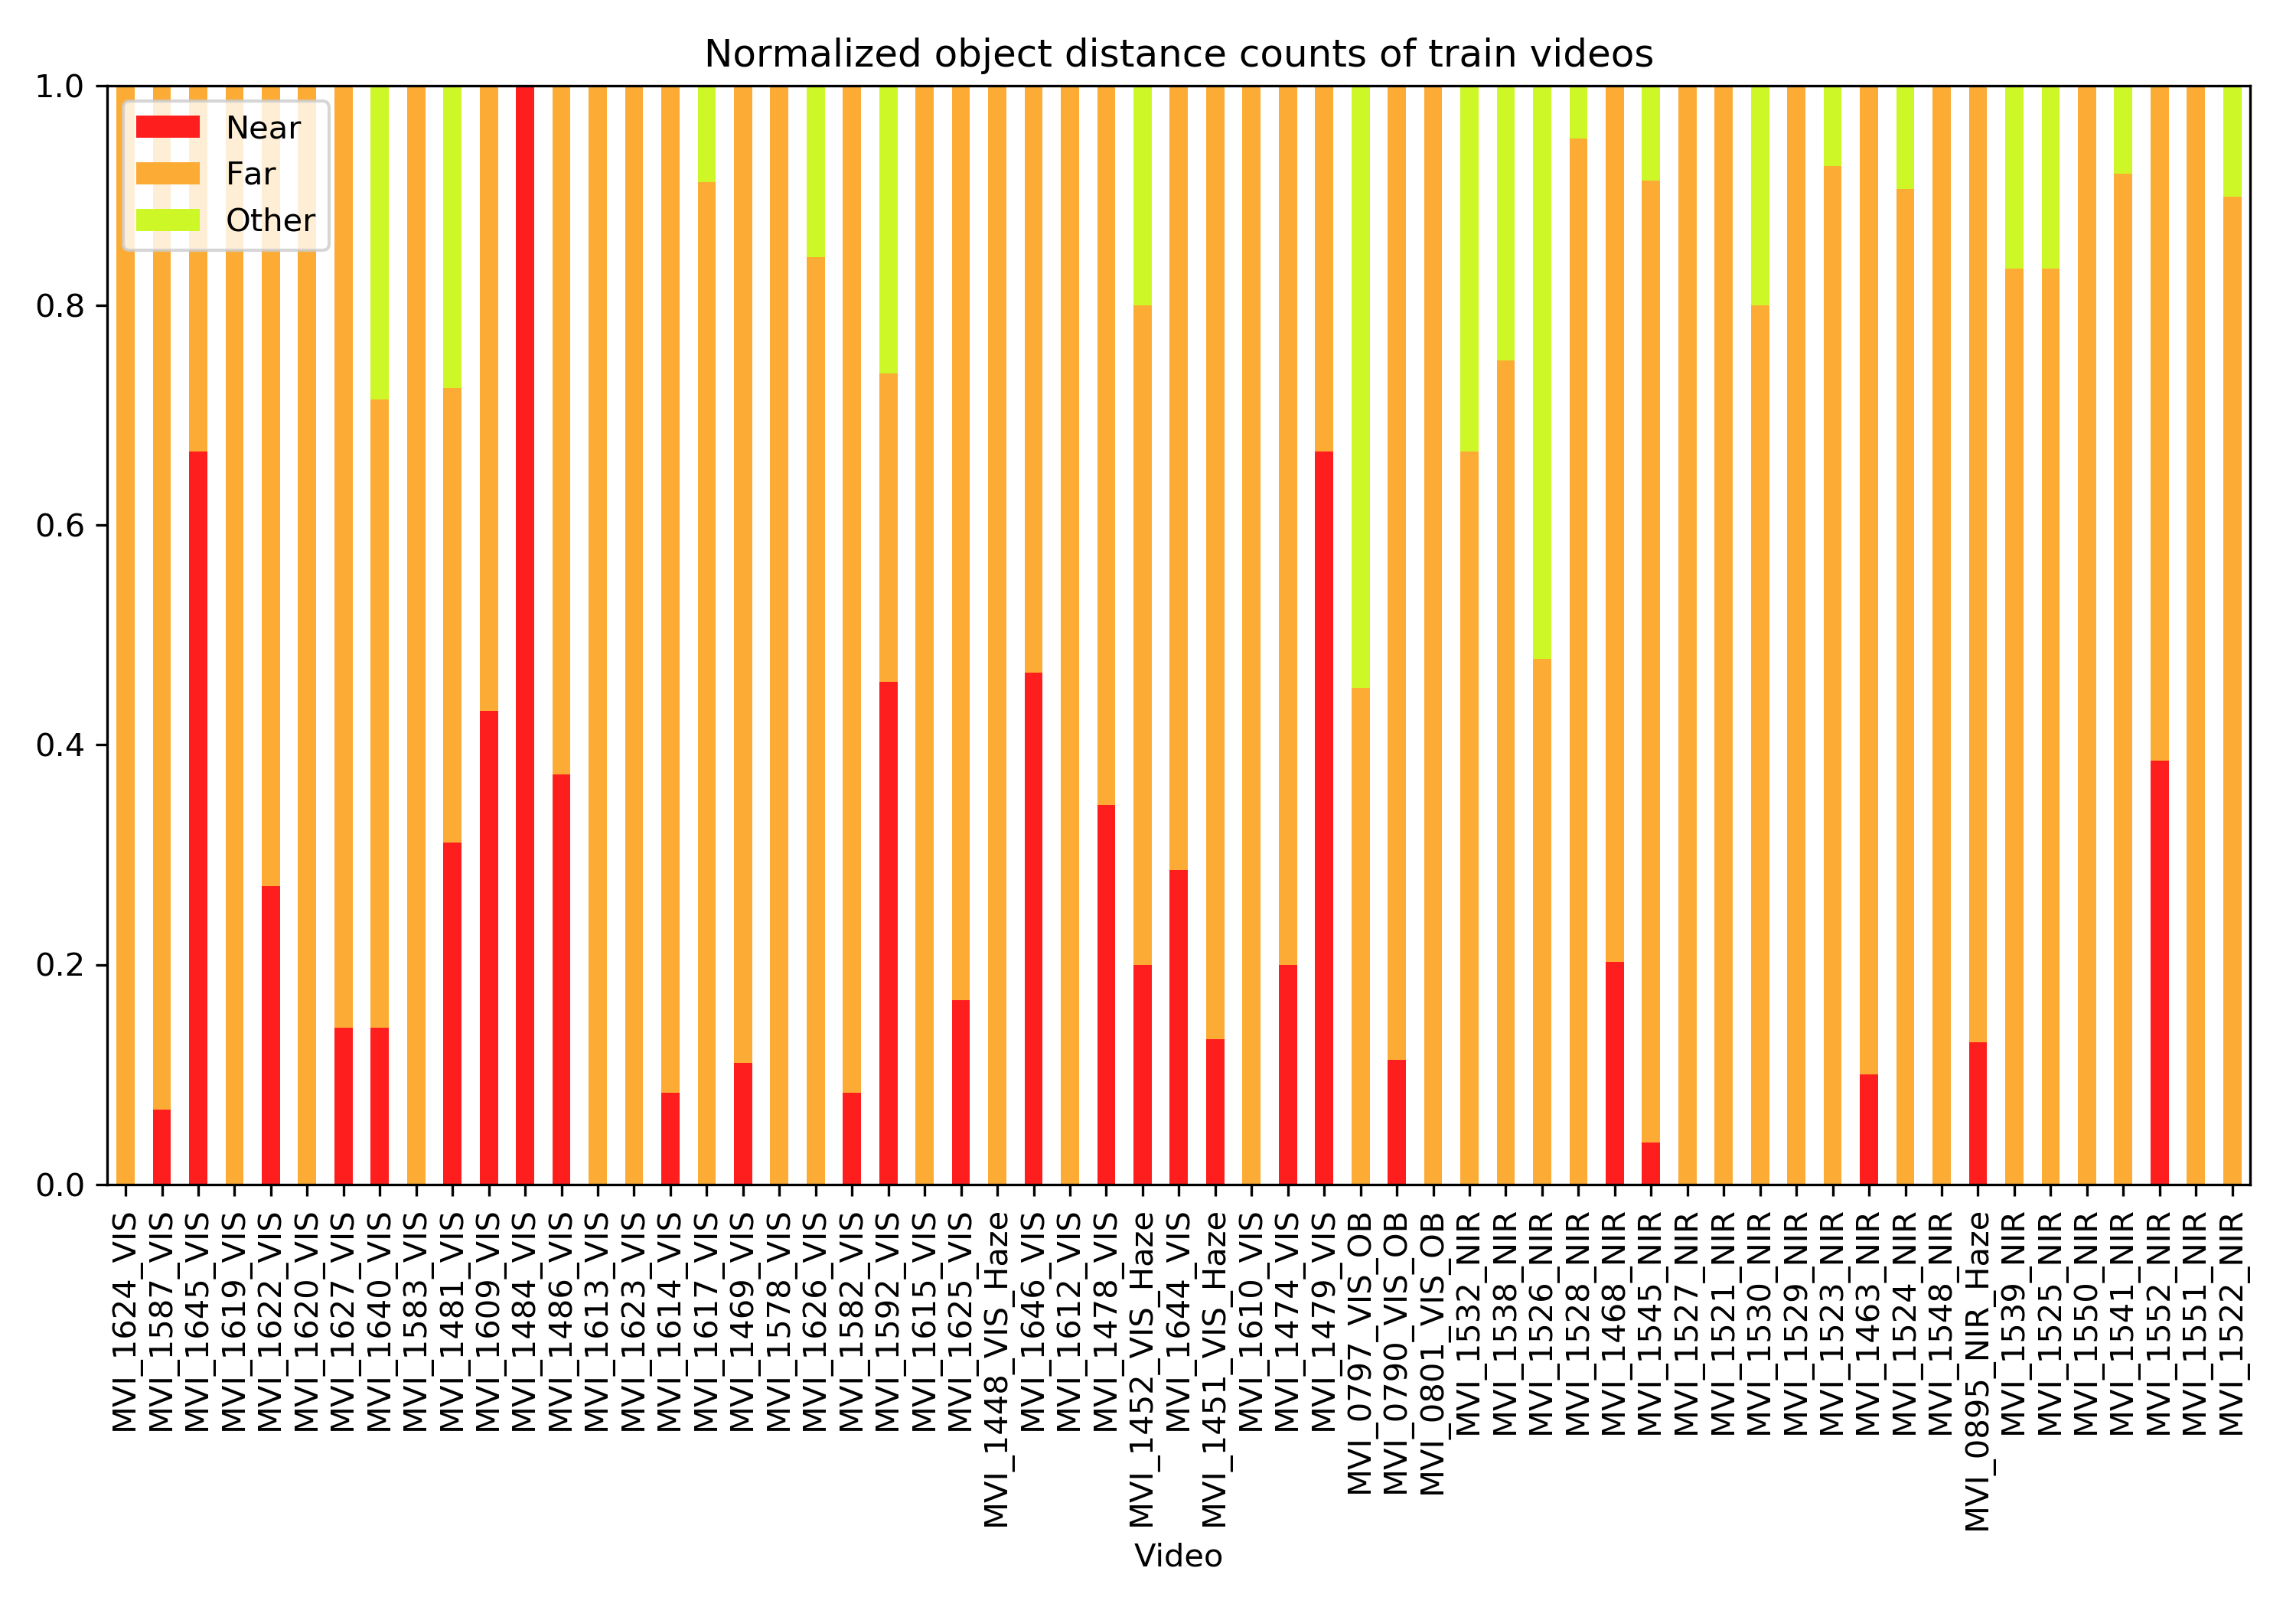 Normalized object distance counts of train videos
1.0
0.8
0.6
0.4
0.2
0.0
Near
Far
Other
MVI_1624_VIS
MVI_1587_VIS
MVI_1645_VIS
MVI_1619_VIS
MVI_1622_VIS
MVI_1620_VIS
MVI_1627_VIS
MVI_1640_VIS
MVI_1583_VIS
MVI_1481_VIS
MVI_1609_VIS
MVI_1484_VIS
MVI_1486_VIS
MVI_1613_VIS
MVI_1623_VIS
MVI_1614_VIS
MVI_1617_VIS
MVI_1469_VIS
MVI_1578_VIS
MVI_1626_VIS
MVI_1582_VIS
MVI_1592_VIS
MVI_1615_VIS
MVI_1625_VIS
MVI_1448_VIS_Haze
MVI_1646_VIS
MVI_1612_VIS
MVI_1478_VIS
MVI_1452_VIS_Haze
MVI_1644_VIS
MVI_1451_VIS_Haze
MVI_1610_VIS
MVI_1474_VIS
MVI_1479_VIS
MVI_0797_VIS_OB
MVI_0790_VIS_OB
MVI_0801_VIS_OB
MVI_1532_NIR
MVI_1538_NIR
MVI_1526_NIR
MVI_1528_NIR
MVI_1468_NIR
MVI_1545_NIR
MVI_1527_NIR
MVI_1521_NIR
MVI_1530_NIR
MVI_1529_NIR
MVI_1523_NIR
MVI_1463_NIR
MVI_1524_NIR
MVI_1548_NIR
MVI_0895_NIR_Haze
MVI_1539_NIR
MVI_1525_NIR
MVI_1550_NIR
MVI_1541_NIR
MVI_1552_NIR
MVI_1551_NIR
MVI_1522_NIR
Video